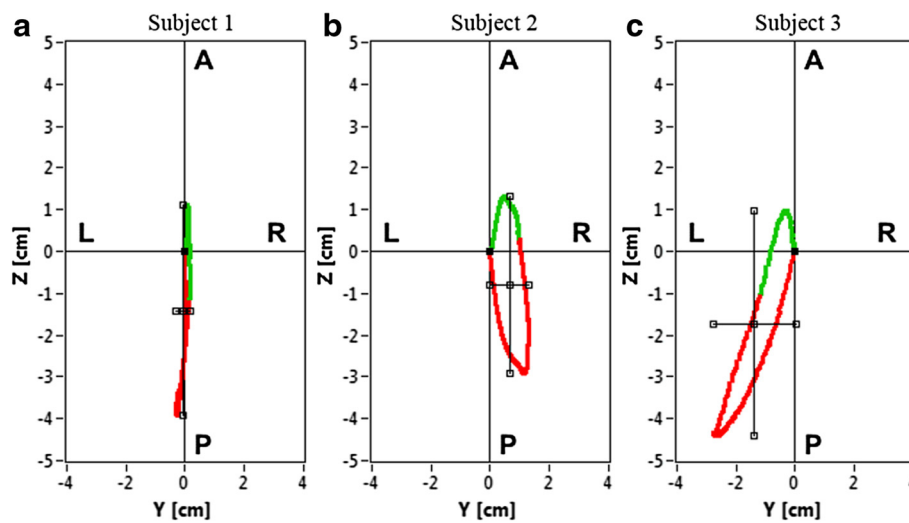 a Subject 1 b Subject 2 c Subject 3
5 A 5 A 5 A
4 4 4
3 3 3
2 2 2
1 1 1
Z [cm] 0 L R Z [cm] 0 L R Z [cm] 0 L R
-1 -1 -1
-2 -2 -2
-3 -3 -3
-4 -4 -4
-5 P -5 P -5 P
-4 -2 0 2 4 -4 -2 0 2 4 -4 -2 0 2
Y [cm] Y [cm] Y [cm]